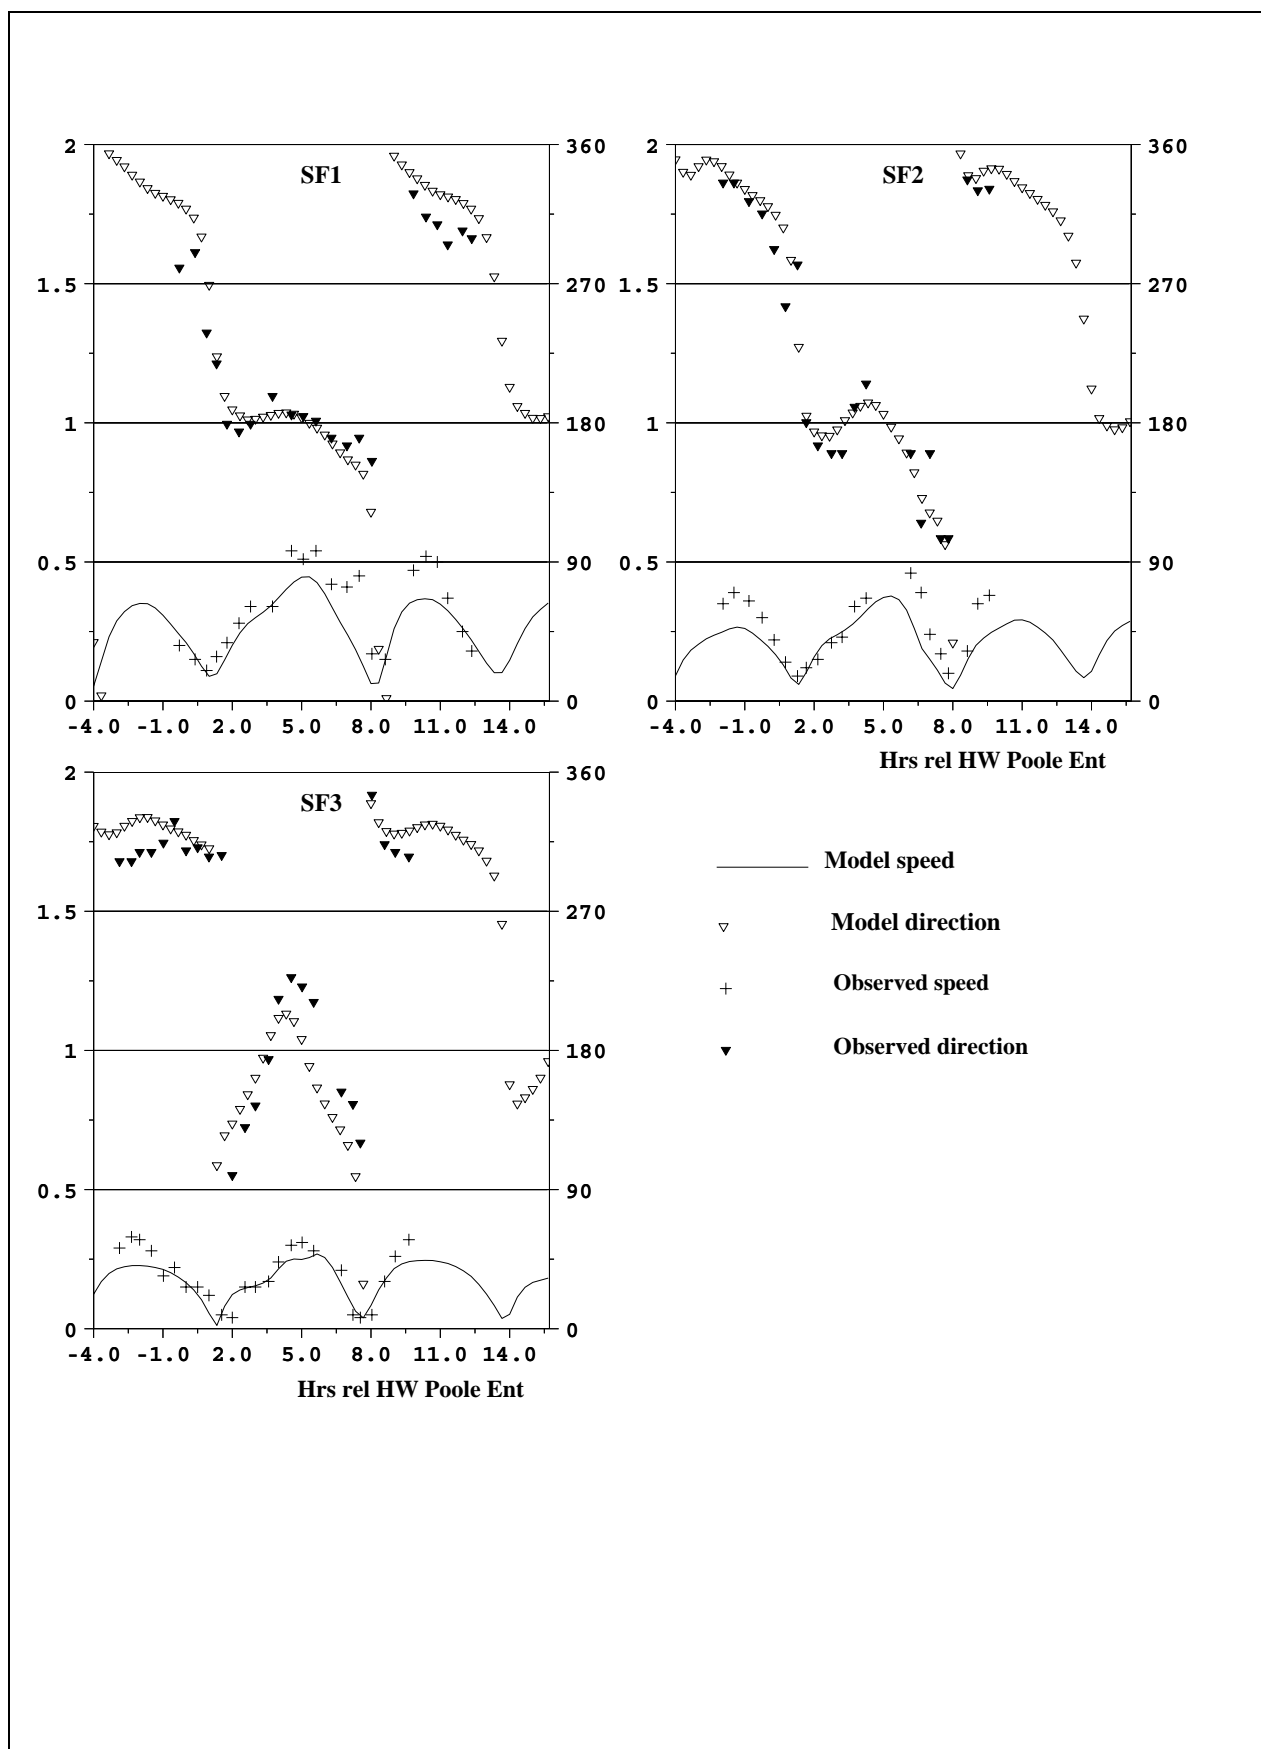 2 SF1 360
1.5 270
1 180
0.5 90
0 0
-4.0 -1.0 2.0 5.0 8.0 11.0 14.0
2 SF2 360
1.5 270
1 180
0.5 90
0 0
-4.0 -1.0 2.0 5.0 8.0 11.0 14.0
Hrs rel HW Poole Ent
2 SF3 360
1.5 270
1 180
0.5 90
0 0
-4.0 -1.0 2.0 5.0 8.0 11.0 14.0
Hrs rel HW Poole Ent
Model speed
Model direction
Observed speed
Observed direction